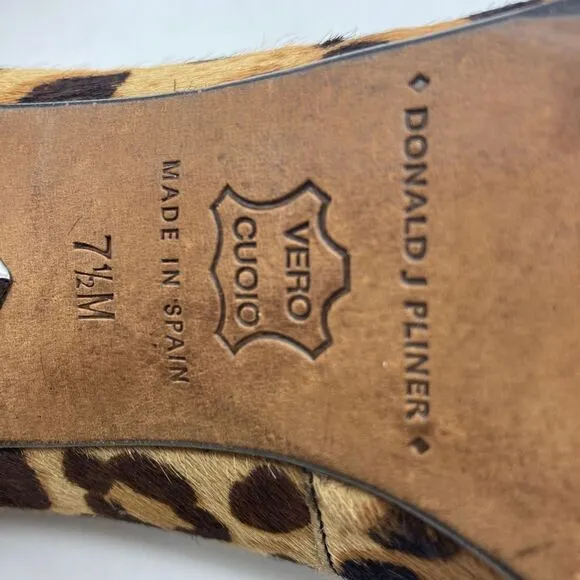 ◆ DONALD J PLINER ◆
VERO
CUOIO
MADE IN SPAIN
7½M